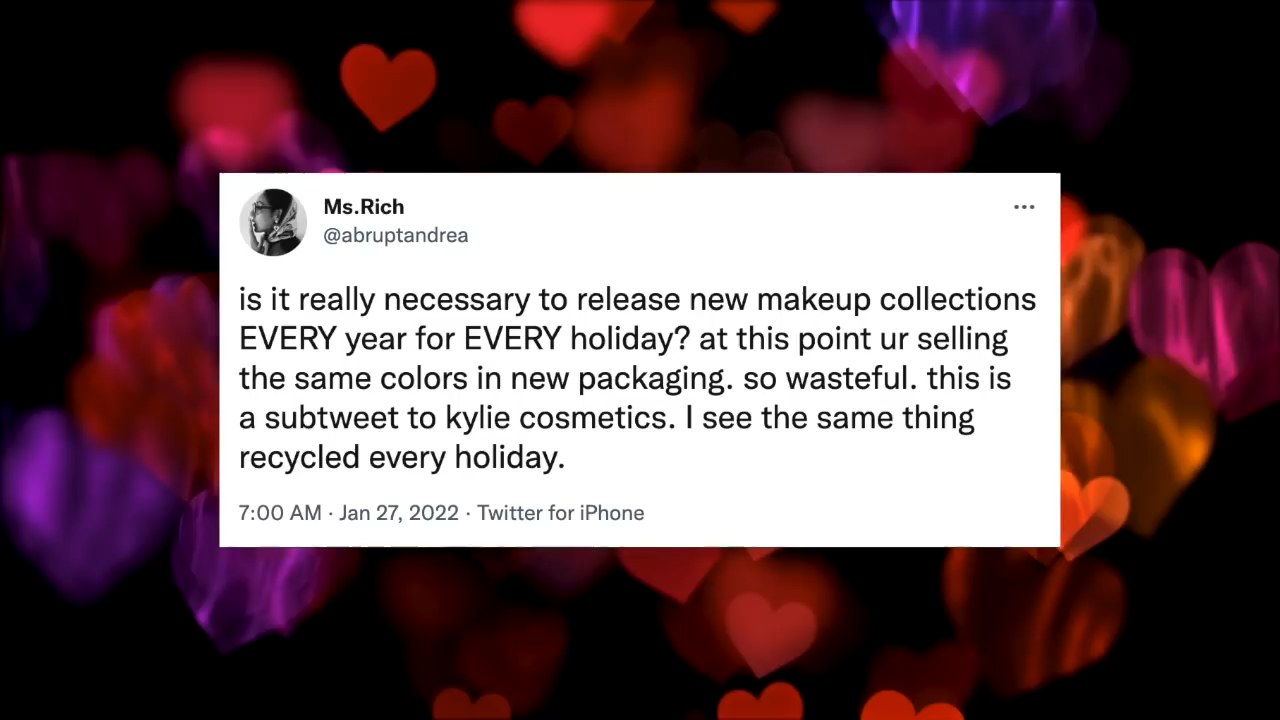 Ms.Rich
@abruptandrea
is it really necessary to release new makeup collections
EVERY year for EVERY holiday? at this point ur selling
the same colors in new packaging. so wasteful. this is
a subtweet to kylie cosmetics. I see the same thing
recycled every holiday.
7:00 AM · Jan 27, 2022 · Twitter for iPhone